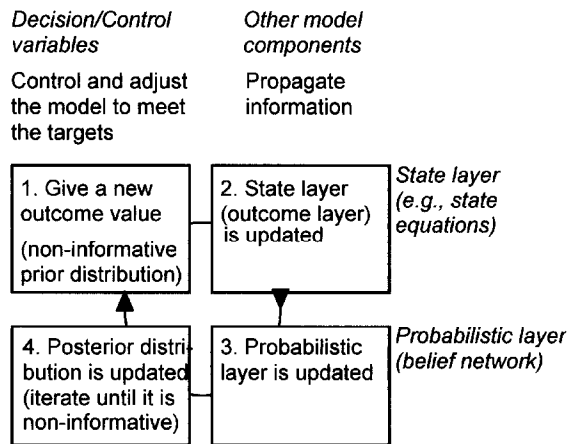 Decision/Control
variables
Other model
components
Control and adjust
the model to meet
the targets
Propagate
information
1. Give a new
outcome value
(non-informative
prior distribution)
2. State layer
(outcome layer)
is updated
State layer
(e.g., state
equations)
4. Posterior distri-
bution is updated
(iterate until it is
non-informative)
3. Probabilistic
layer is updated
Probabilistic layer
(belief network)